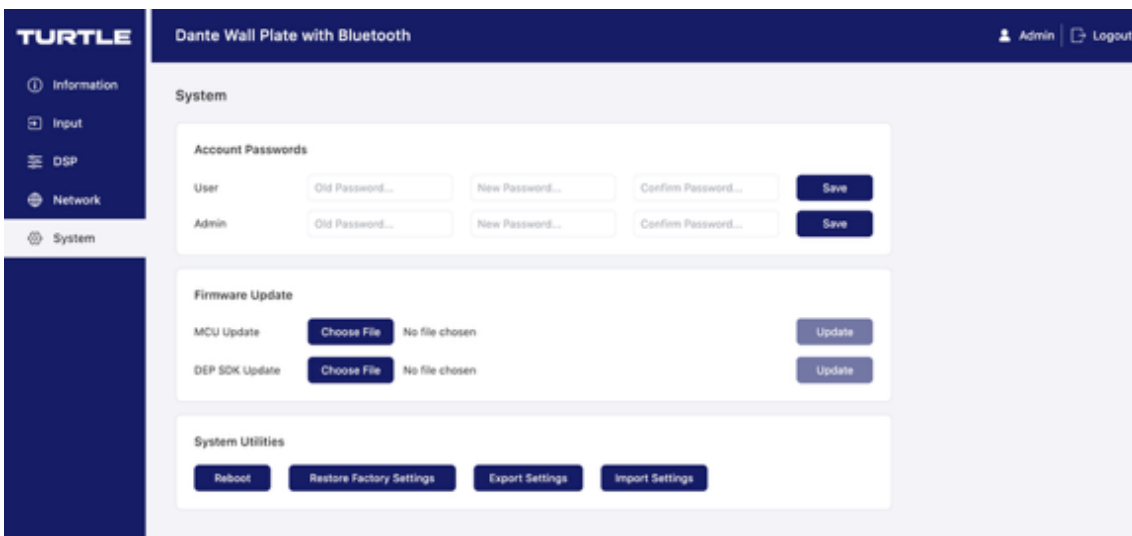 TURTLE
Dante Wall Plate with Bluetooth
Admin
Logout
Information
Input
DSP
Network
System
System
Account Passwords
User Old Password... New Password... Confirm Password... Save
Admin Old Password... New Password... Confirm Password... Save
Firmware Update
MCU Update Choose File No file chosen Update
DEP SDK Update Choose File No file chosen Update
System Utilities
Reboot Restore Factory Settings Export Settings Import Settings